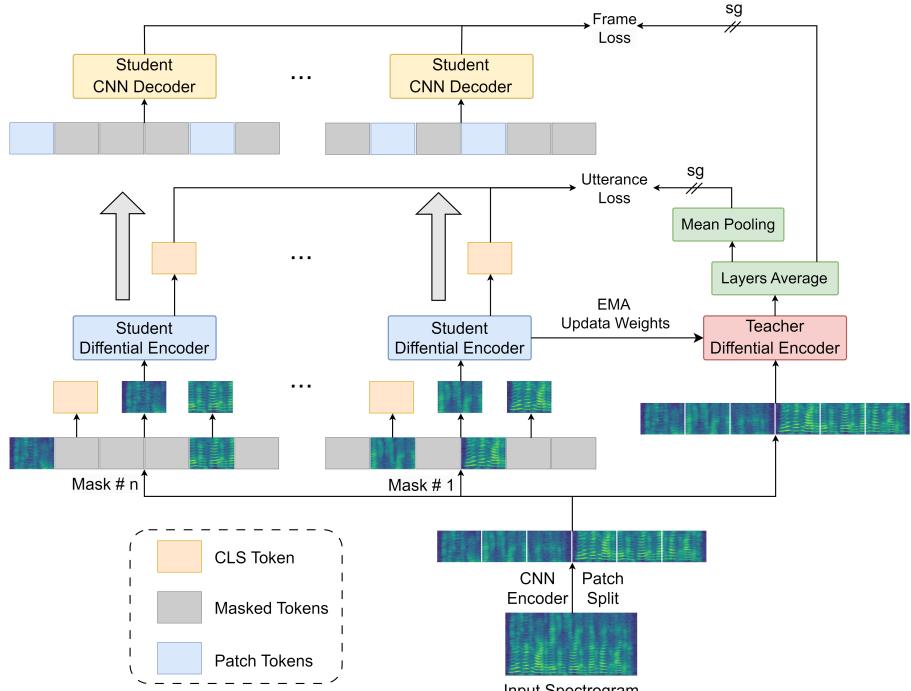 sg
Frame
Loss
Student
CNN Decoder
...
Student
CNN Decoder
sg
Utterance
Loss
Mean Pooling
...
Layers Average
EMA
Updata Weights
Student
Diffential Encoder
Student
Diffential Encoder
Teacher
Diffential Encoder
...
Mask # n
Mask # 1
CLS Token
Masked Tokens
Patch Tokens
CNN
Encoder
Patch
Split
Input Spectrogram